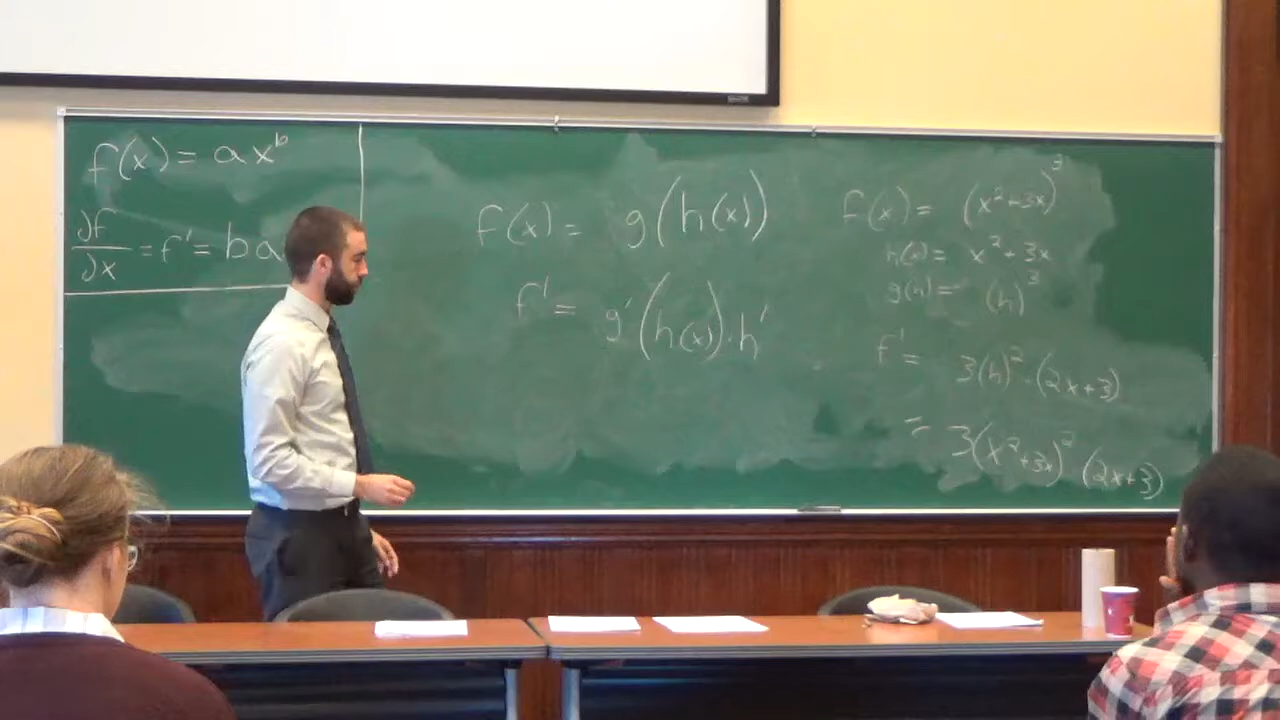 f(x) = ax^b
∂f/∂x = f' = ba
f(x) = g(h(x))
f' = g'(h(x))·h'
f(x) = (x²+3x)³
h(x) = x²+3x
g(h) = (h)³
f' = 3(h)²·(2x+3)
= 3(x²+3x)² (2x+3)